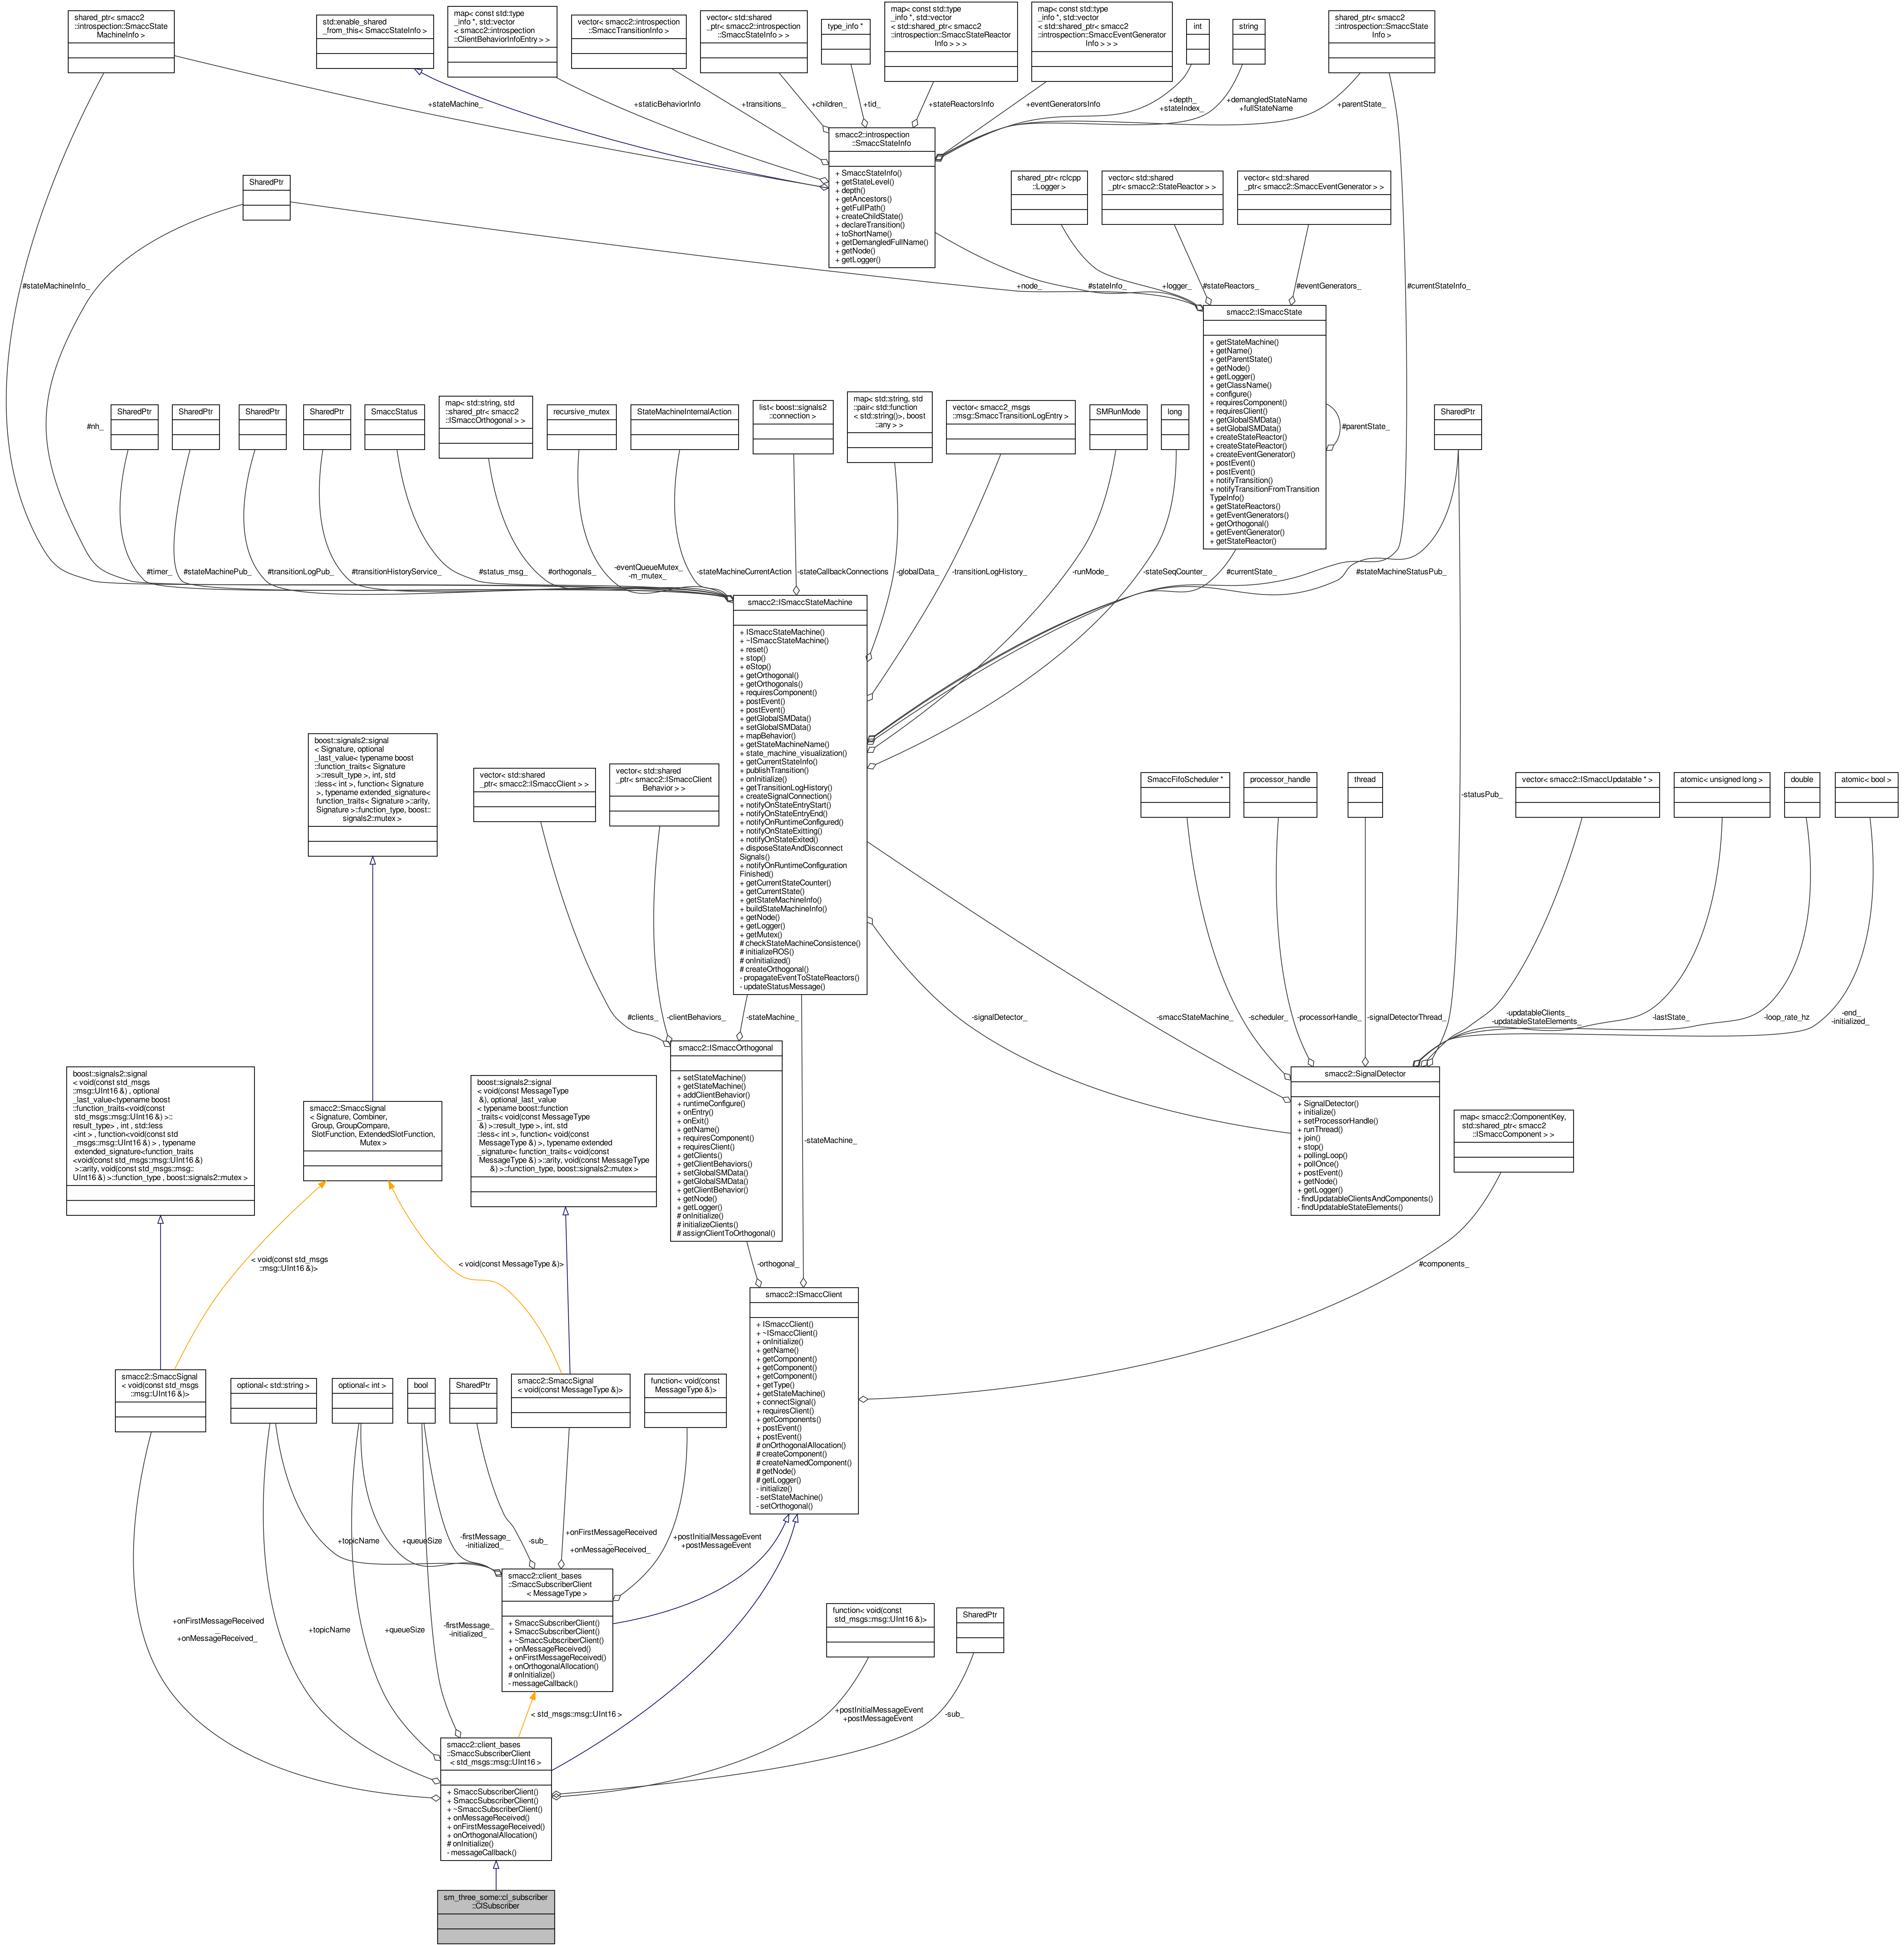 shared_ptr< smacc2
::introspection::SmaccState
MachineInfo >
std::enable_shared
_from_this< SmaccStateInfo >
map< const std::type
_info *, std::vector
< smacc2::introspection
::ClientBehaviorInfoEntry > >
vector< smacc2::introspection
::SmaccTransitionInfo >
vector< std::shared
_ptr< smacc2::introspection
::SmaccStateInfo > >
type_info *
map< const std::type
_info *, std::vector
< std::shared_ptr< smacc2
::introspection::SmaccStateReactor
Info > > >
map< const std::type
_info *, std::vector
< std::shared_ptr< smacc2
::introspection::SmaccEventGenerator
Info > > >
int
string
shared_ptr< smacc2
::introspection::SmaccState
Info >
+stateMachine_
+staticBehaviorInfo
+transitions_
+children_
+tid_
+stateReactorsInfo
+eventGeneratorsInfo
+depth_
+stateIndex_
+demangledStateName
+fullStateName
+parentState_
smacc2::introspection
::SmaccStateInfo
+ SmaccStateInfo()
+ getStateLevel()
+ depth()
+ getAncestors()
+ getFullPath()
+ createChildState()
+ declareTransition()
+ toShortName()
+ getDemangledFullName()
+ getNode()
+ getLogger()
SharedPtr
shared_ptr< rclcpp
::Logger >
vector< std::shared
_ptr< smacc2::StateReactor > >
vector< std::shared
_ptr< smacc2::SmaccEventGenerator > >
#stateMachineInfo_
+node_
#stateInfo_
+logger_
#stateReactors_
#eventGenerators_
#currentStateInfo_
smacc2::ISmaccState
+ getStateMachine()
+ getName()
+ getParentState()
+ getNode()
+ getLogger()
+ getClassName()
+ configure()
+ requiresComponent()
+ requiresClient()
+ getGlobalSMData()
+ setGlobalSMData()
+ createStateReactor()
+ createStateReactor()
+ createEventGenerator()
+ postEvent()
+ postEvent()
+ notifyTransition()
+ notifyTransitionFromTransition
TypeInfo()
+ getStateReactors()
+ getEventGenerators()
+ getOrthogonal()
+ getEventGenerator()
+ getStateReactor()
#parentState_
#nh_
SharedPtr
SharedPtr
SharedPtr
SharedPtr
SmaccStatus
map< std::string, std
::shared_ptr< smacc2
::ISmaccOrthogonal > >
recursive_mutex
StateMachineInternalAction
list< boost::signals2
::connection >
map< std::string, std
::pair< std::function
< std::string()>, boost
::any > >
vector< smacc2_msgs
::msg::SmaccTransitionLogEntry >
SMRunMode
long
SharedPtr
#timer_
#stateMachinePub_
#transitionLogPub_
#transitionHistoryService_
#status_msg_
#orthogonals_
-eventQueueMutex_
-m_mutex_
-stateMachineCurrentAction
-stateCallbackConnections
-globalData_
-transitionLogHistory_
-runMode_
-stateSeqCounter_
#currentState_
#stateMachineStatusPub_
smacc2::ISmaccStateMachine
+ ISmaccStateMachine()
+ ~ISmaccStateMachine()
+ reset()
+ stop()
+ eStop()
+ getOrthogonal()
+ getOrthogonals()
+ requiresComponent()
+ postEvent()
+ postEvent()
+ getGlobalSMData()
+ setGlobalSMData()
+ mapBehavior()
+ getStateMachineName()
+ state_machine_visualization()
+ getCurrentStateInfo()
+ publishTransition()
+ onInitialize()
+ getTransitionLogHistory()
+ createSignalConnection()
+ notifyOnStateEntryStart()
+ notifyOnStateEntryEnd()
+ notifyOnRuntimeConfigured()
+ notifyOnStateExitting()
+ notifyOnStateExited()
+ disposeStateAndDisconnect
Signals()
+ notifyOnRuntimeConfiguration
Finished()
+ getCurrentStateCounter()
+ getCurrentState()
+ getStateMachineInfo()
+ buildStateMachineInfo()
+ getNode()
+ getLogger()
+ getMutex()
# checkStateMachineConsistence()
# initializeROS()
# onInitialized()
# createOrthogonal()
- propagateEventToStateReactors()
- updateStatusMessage()
boost::signals2::signal
< Signature, optional
_last_value< typename boost
::function_traits< Signature
>::result_type >, int, std
::less< int >, function< Signature
>, typename extended_signature<
function_traits< Signature >::arity,
Signature >::function_type, boost::
signals2::mutex >
vector< std::shared
_ptr< smacc2::ISmaccClient > >
vector< std::shared
_ptr< smacc2::ISmaccClient
Behavior > >
SmaccFifoScheduler *
processor_handle
thread
vector< smacc2::ISmaccUpdatable * >
atomic< unsigned long >
double
atomic< bool >
-statusPub_
#clients_
-clientBehaviors_
-stateMachine_
-signalDetector_
-smaccStateMachine_
-scheduler_
-processorHandle_
-signalDetectorThread_
-updatableClients_
-updatableStateElements_
-lastState_
-loop_rate_hz
-end_
-initialized_
smacc2::ISmaccOrthogonal
+ setStateMachine()
+ getStateMachine()
+ addClientBehavior()
+ runtimeConfigure()
+ onEntry()
+ onExit()
+ getName()
+ requiresComponent()
+ requiresClient()
+ getClients()
+ getClientBehaviors()
+ setGlobalSMData()
+ getGlobalSMData()
+ getClientBehavior()
+ getNode()
+ getLogger()
# onInitialize()
# initializeClients()
# assignClientToOrthogonal()
smacc2::SignalDetector
+ SignalDetector()
+ initialize()
+ setProcessorHandle()
+ runThread()
+ join()
+ stop()
+ pollingLoop()
+ pollOnce()
+ postEvent()
+ getNode()
+ getLogger()
- findUpdatableClientsAndComponents()
- findUpdatableStateElements()
boost::signals2::signal
< void(const std_msgs
::msg::UInt16 &) , optional
_last_value<typename boost
::function_traits<void(const
std_msgs::msg::UInt16 &) >::
result_type> , int , std::less
<int > , function<void(const std
_msgs::msg::UInt16 &) , typename
extended_signature<function_traits
<void(const std_msgs::msg::UInt16 &)
>::arity, void(const std_msgs::msg::
UInt16 &) >::function_type , boost::signals2::mutex >
smacc2::SmaccSignal
< Signature, Combiner,
Group, GroupCompare,
SlotFunction, ExtendedSlotFunction,
Mutex >
boost::signals2::signal
< void(const MessageType
&), optional_last_value
< typename boost::function
_traits< void(const MessageType
&) >::result_type >, int, std
::less< int >, function< void(const
MessageType &) >, typename extended
_signature< function_traits< void(const
MessageType &) >::arity, void(const MessageType
&) >::function_type, boost::signals2::mutex >
map< smacc2::ComponentKey,
std::shared_ptr< smacc2
::ISmaccComponent > >
-stateMachine_
< void(const std_msgs
::msg::UInt16 &)>
< void(const MessageType &)>
-orthogonal_
#components_
smacc2::ISmaccClient
+ ISmaccClient()
+ ~ISmaccClient()
+ onInitialize()
+ getName()
+ getComponent()
+ getComponent()
+ getComponent()
+ getType()
+ getStateMachine()
+ connectSignal()
+ requiresClient()
+ getComponents()
+ postEvent()
+ postEvent()
# onOrthogonalAllocation()
# createComponent()
# createNamedComponent()
# getNode()
# getLogger()
- initialize()
- setStateMachine()
- setOrthogonal()
smacc2::SmaccSignal
< void(const std_msgs
::msg::UInt16 &)>
optional< std::string >
optional< int >
bool
SharedPtr
smacc2::SmaccSignal
< void(const MessageType &)>
function< void(const
MessageType &)>
+topicName
+queueSize
-firstMessage_
-initialized_
-sub_
+onFirstMessageReceived
_
+onMessageReceived_
+postInitialMessageEvent
+postMessageEvent
smacc2::client_bases
::SmaccSubscriberClient
< MessageType >
+ SmaccSubscriberClient()
+ SmaccSubscriberClient()
+ ~SmaccSubscriberClient()
+ onMessageReceived()
+ onFirstMessageReceived()
+ onOrthogonalAllocation()
# onInitialize()
- messageCallback()
function< void(const
std_msgs::msg::UInt16 &)>
SharedPtr
+onFirstMessageReceived
_
+onMessageReceived_
+topicName
+queueSize
-firstMessage_
-initialized_
< std_msgs::msg::UInt16 >
+postInitialMessageEvent
+postMessageEvent
-sub_
smacc2::client_bases
::SmaccSubscriberClient
< std_msgs::msg::UInt16 >
+ SmaccSubscriberClient()
+ SmaccSubscriberClient()
+ ~SmaccSubscriberClient()
+ onMessageReceived()
+ onFirstMessageReceived()
+ onOrthogonalAllocation()
# onInitialize()
- messageCallback()
sm_three_some::cl_subscriber
::ClSubscriber